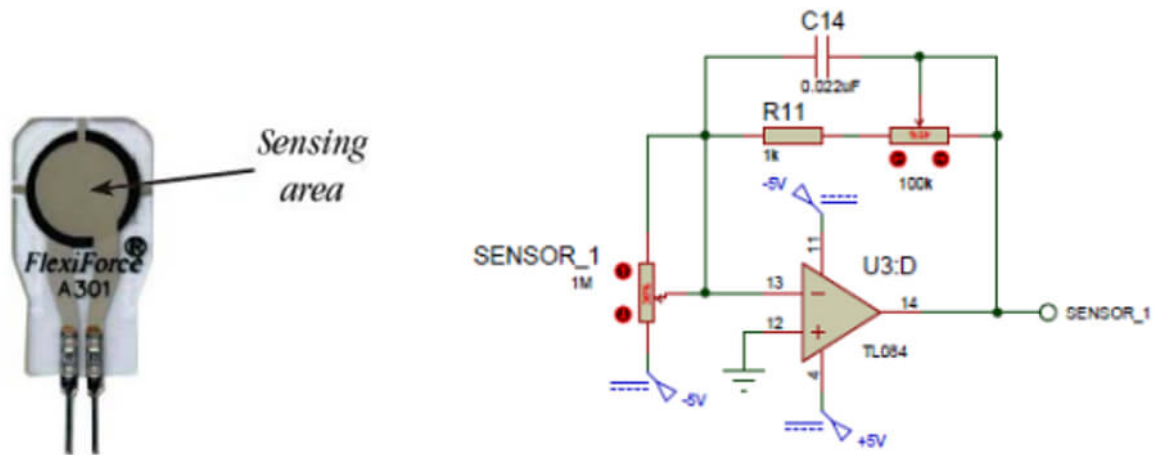 Sensing
area
FlexiForce®
A301
C14
0.022uF
R11
1k
100k
-5V
SENSOR_1
1M
-5V
11
U3:D
13
12
14
SENSOR_1
TL084
4
+5V